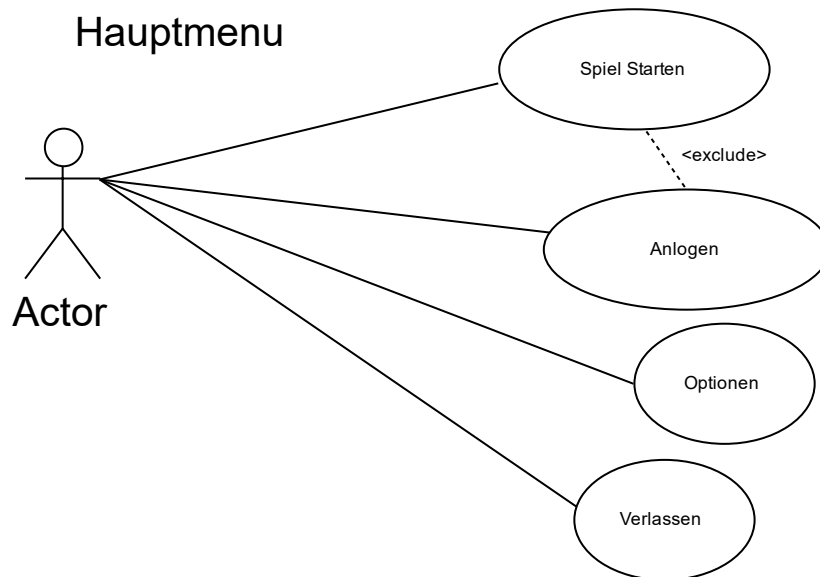 Hauptmenu
Spiel Starten
<exclude>
Anlogen
Actor
Optionen
Verlassen